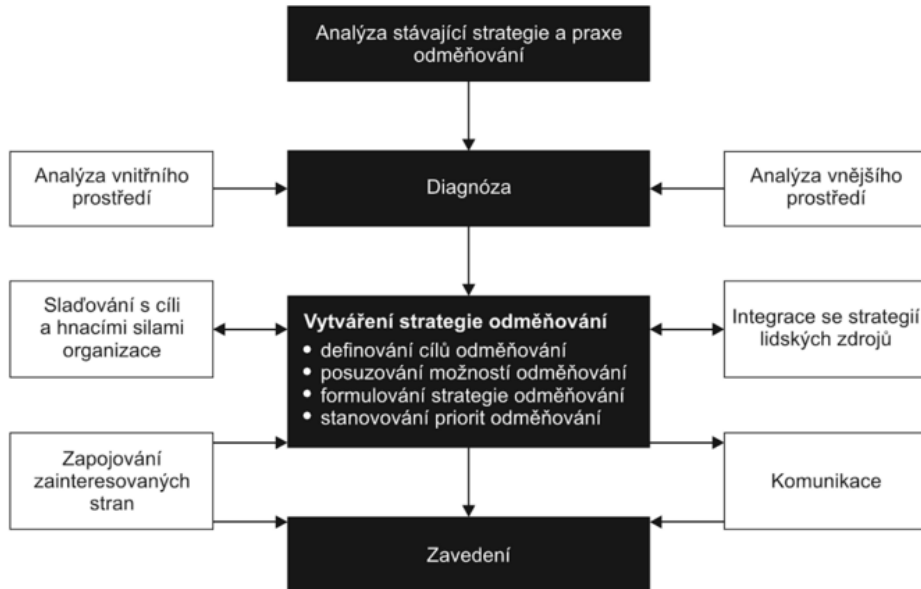 Analýza stávající strategie a praxe
odměňování
Analýza vnitřního
prostředí
Diagnóza
Analýza vnějšího
prostředí
Slaďování s cíli
a hnacími silami
organizace
Vytváření strategie odměňování
• definování cílů odměňování
• posuzování možností odměňování
• formulování strategie odměňování
• stanovování priorit odměňování
Integrace se strategií
lidských zdrojů
Zapojování
zainteresovaných
stran
Komunikace
Zavedení